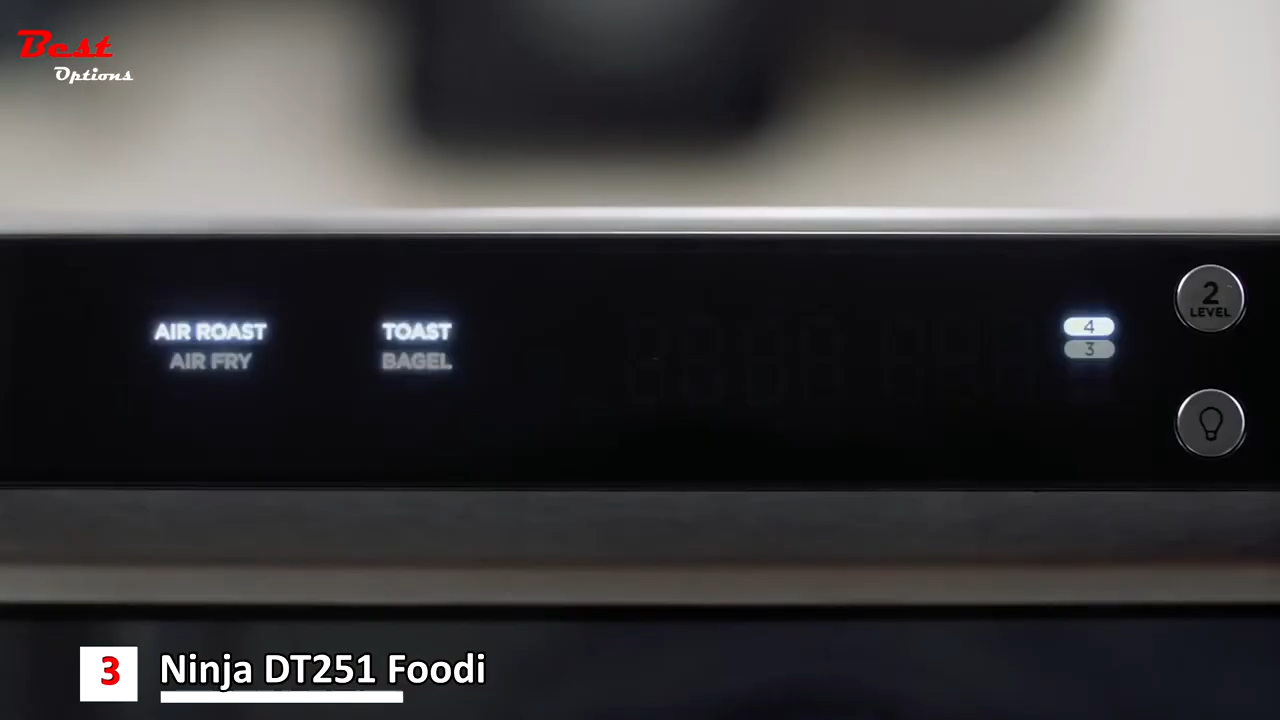 Best
Options
AIR ROAST
AIR FRY
TOAST
BAGEL
4
3
2
LEVEL
3
Ninja DT251 Foodi